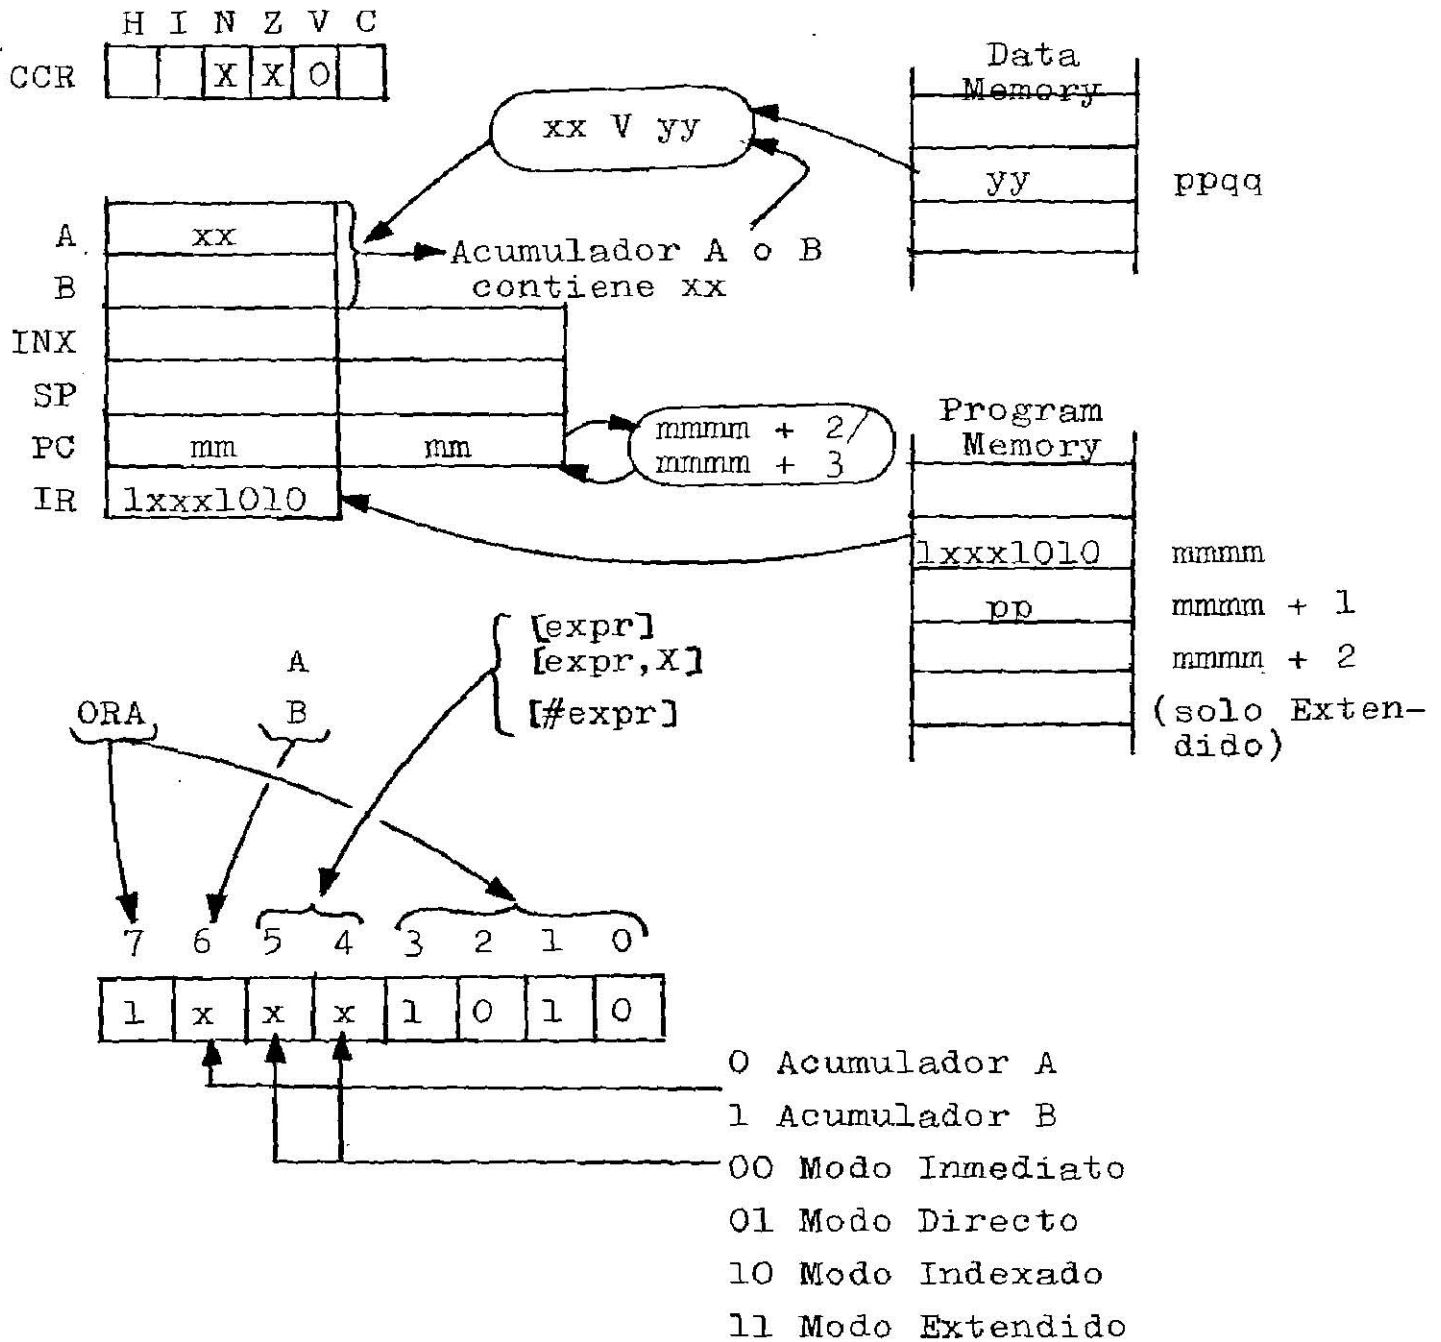 H I N Z V C
CCR X X O
Data
Memory
xx V yy
yy ppqq
A xx
Acumulador A o B
B contiene xx
INX
SP
Program
Memory
mmmm + 2/
PC mm mm
mmmm + 3
IR 1xxx1010
1xxx1010 mmmm
pp mmmm + 1
mmmm + 2
(solo Exten-
dido)
[expr]
A [expr,X]
ORA B [#expr]
7 6 5 4 3 2 1 0
1 x x x 1 0 1 0
0 Acumulador A
1 Acumulador B
00 Modo Inmediato
01 Modo Directo
10 Modo Indexado
11 Modo Extendido